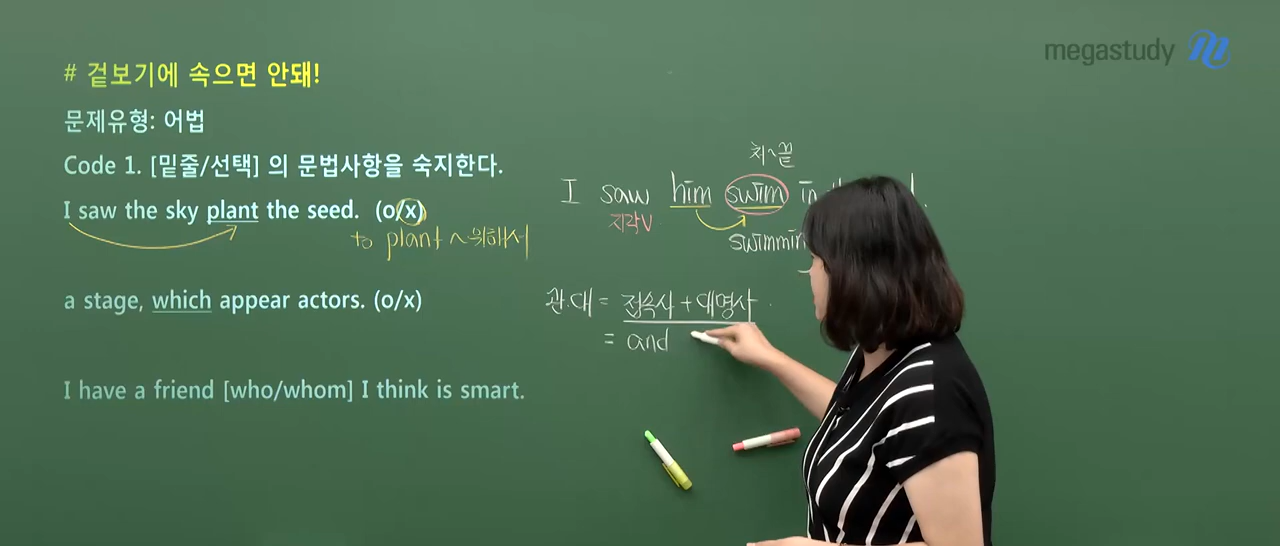 megastudy
# 겉보기에 속으면 안돼!
문제유형: 어법
Code 1. [밑줄/선택] 의 문법사항을 숙지한다.
I saw the sky plant the seed. (o/x)
to plant ~위해서
a stage, which appear actors. (o/x)
I have a friend [who/whom] I think is smart.
처~끝
I saw him swim in
지각V
swimmin
관.대 = 접속사 + 대명사
= and